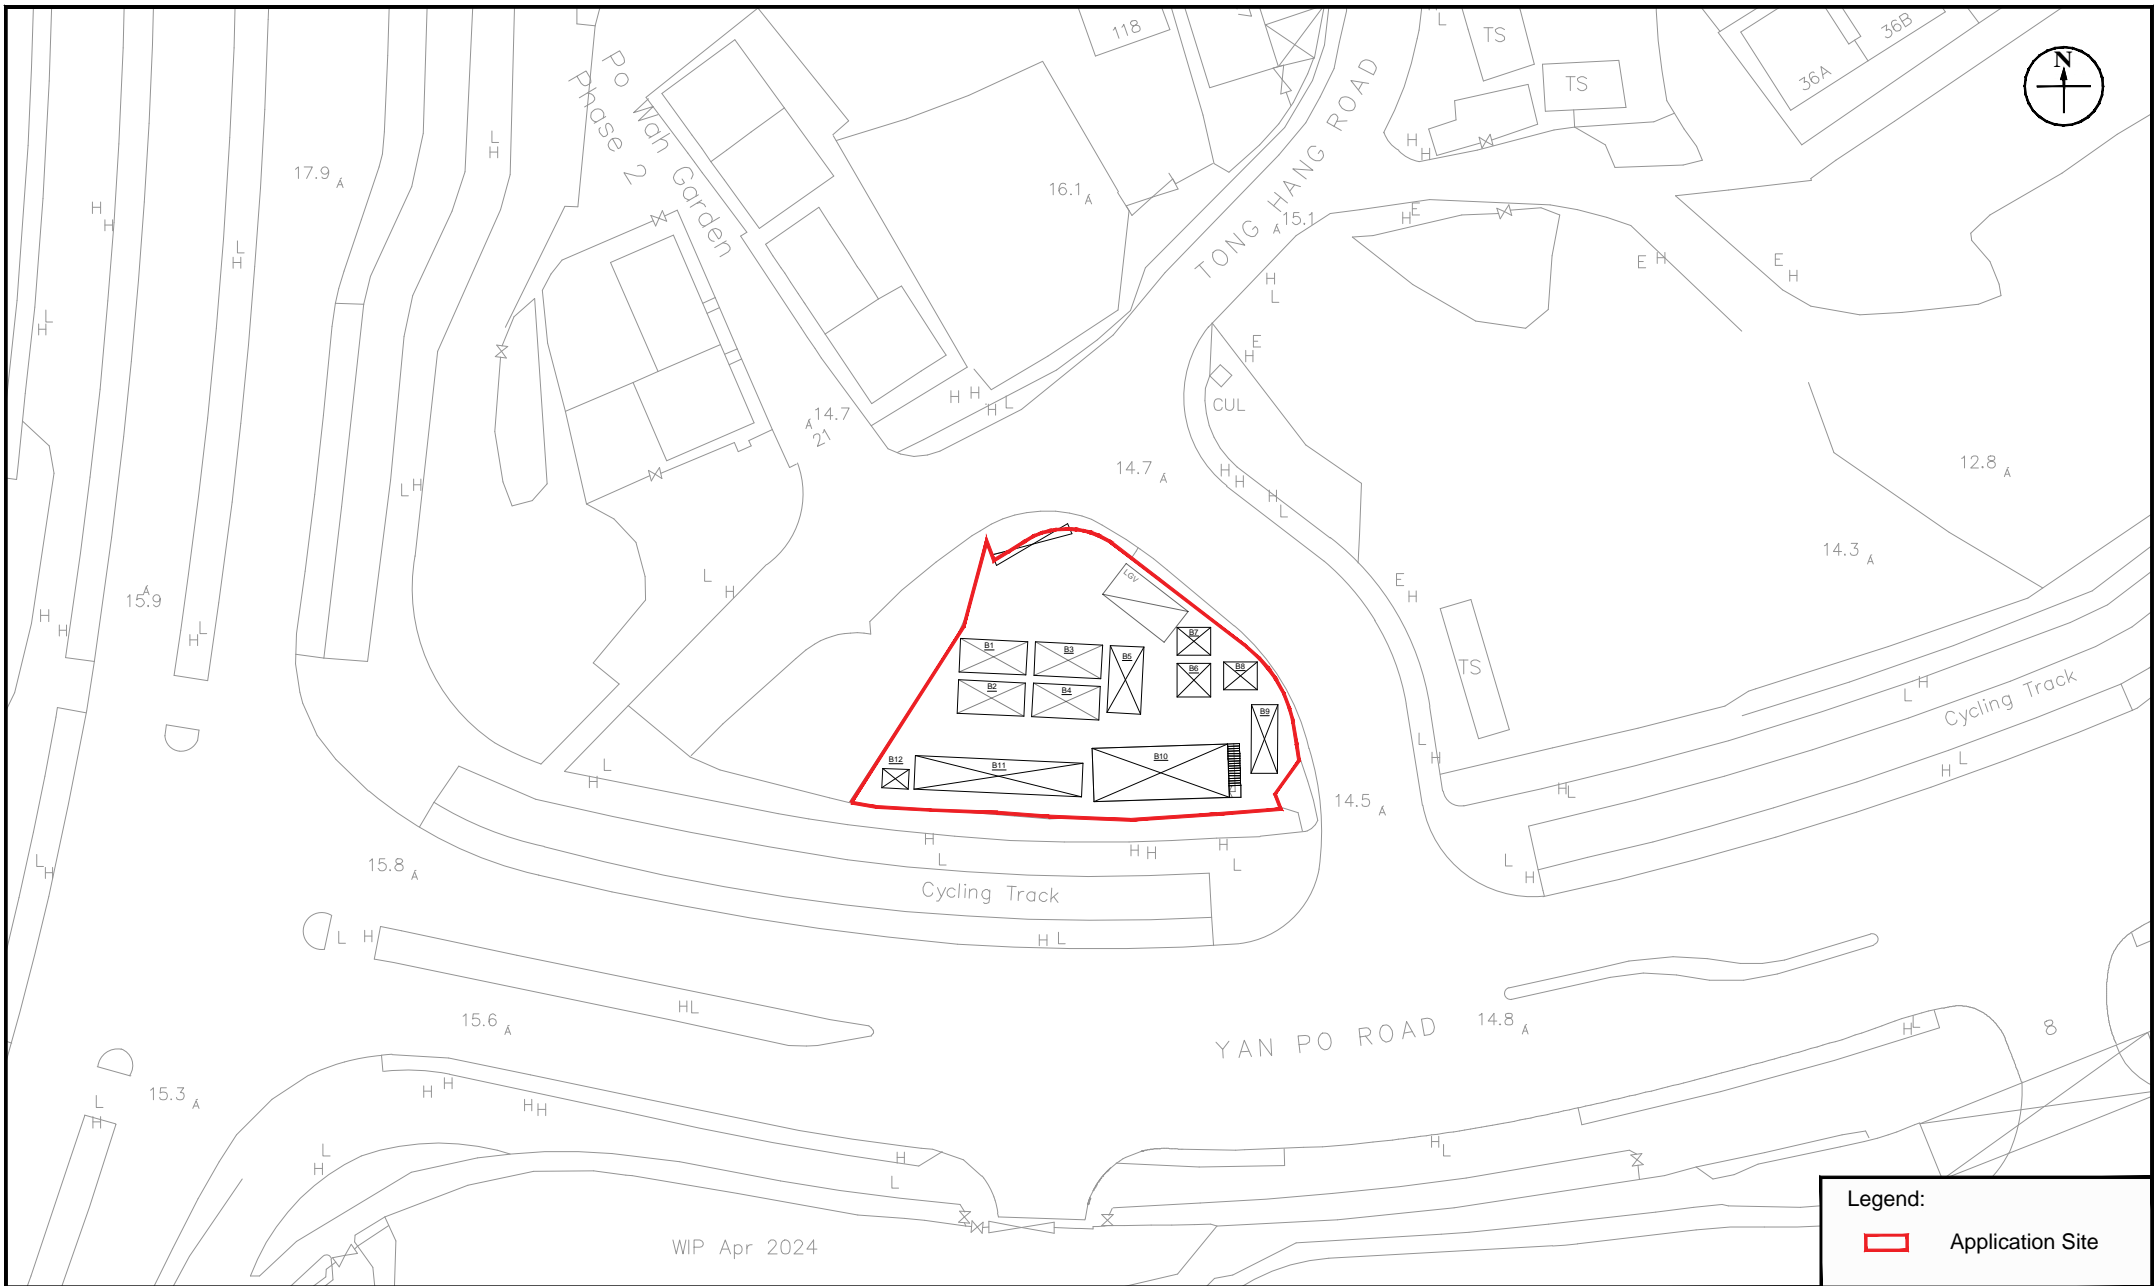 118
TS
36B
N
TS
36A
Po Wah Garden
Phase 2
TONG HANG ROAD
17.9
16.1
15.1
H
L
E
CUL
14.7
21
14.7
12.8
14.3
15.9
LGV
B1
B3
B5
B7
B6
B8
B2
B4
B9
B10
B11
B12
TS
Cycling Track
14.5
15.8
Cycling Track
15.6
HL
14.8
YAN PO ROAD
8
15.3
WIP Apr 2024
Legend:
Application Site